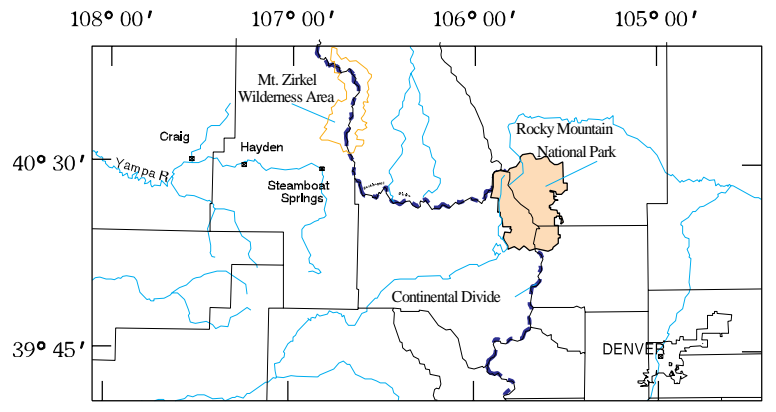 108° 00′ 107° 00′ 106° 00′ 105° 00′
Mt. Zirkel
Wilderness Area
Rocky Mountain
National Park
Craig
Hayden
40° 30′
Yampa R
Steamboat
Springs
Continental Divide
39° 45′
DENVER